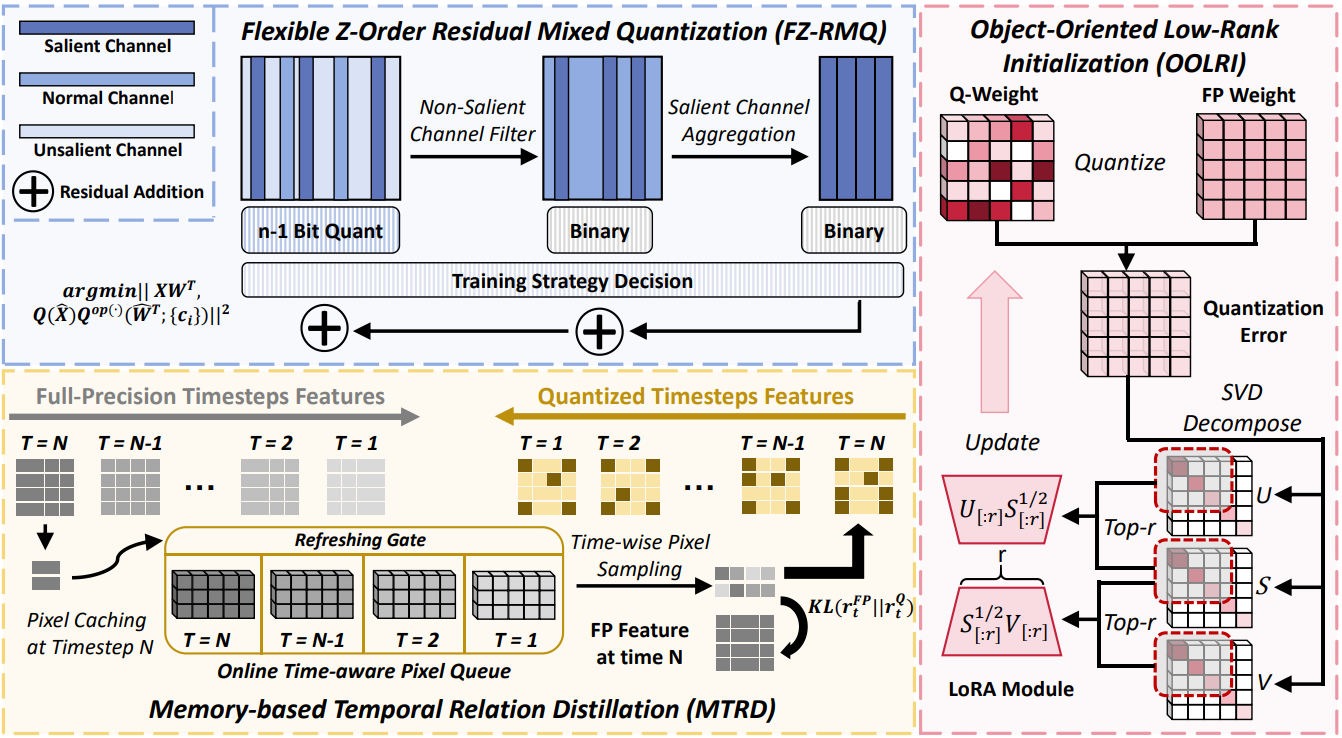 Salient Channel
Normal Channel
Unsalient Channel
Residual Addition
Flexible Z-Order Residual Mixed Quantization (FZ-RMQ)
Non-Salient
Channel Filter
Salient Channel
Aggregation
n-1 Bit Quant
Binary
Binary
Training Strategy Decision
argmin|| XW^T,
Q(X̂)Q^{op(·)}(Ŵ^T; {c_i})||^2
Full-Precision Timesteps Features
Quantized Timesteps Features
T = N
T = N-1
T = 2
T = 1
T = 1
T = 2
T = N-1
T = N
...
...
Refreshing Gate
T = N
T = N-1
T = 2
T = 1
Online Time-aware Pixel Queue
Pixel Caching
at Timestep N
Time-wise Pixel
Sampling
KL(r_t^{FP}||r_t^Q)
FP Feature
at time N
Memory-based Temporal Relation Distillation (MTRD)
Object-Oriented Low-Rank
Initialization (OOLRI)
Q-Weight
FP Weight
Quantize
Quantization
Error
SVD
Decompose
Update
U_{[:r]}S_{[:r]}^{1/2}
r
S_{[:r]}^{1/2}V_{[:r]}
LoRA Module
Top-r
Top-r
U
S
V